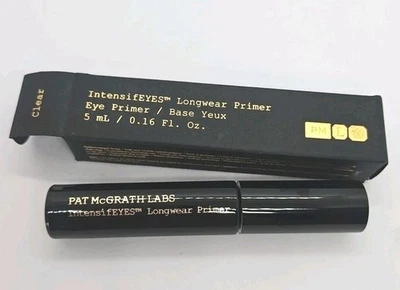 Clear
IntensifEYES™ Longwear Primer
Eye Primer / Base Yeux
5 mL / 0.16 Fl. Oz.
PM L
PAT McGRATH LABS
IntensifEYES™ Longwear Primer